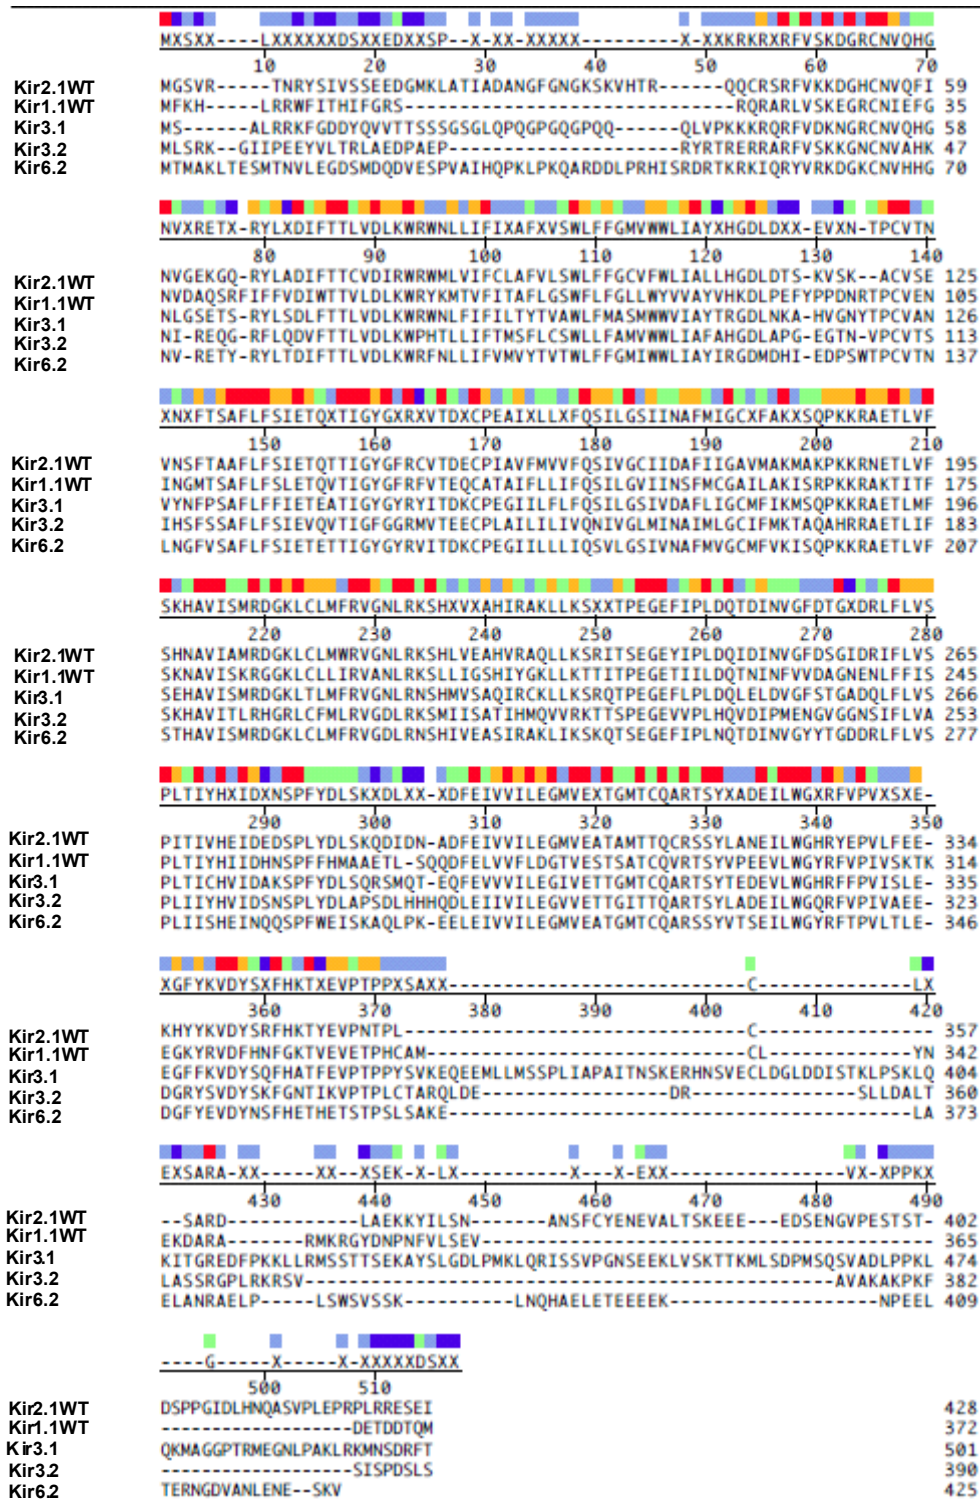 MXSXX----LXXXXXXDSXXEDXXSP--X-XX-XXXXX---------X-XXKRKRXRFVSKDGRCNVQHG
10 20 30 40 50 60 70
Kir2.1WT MGSVR-----TNRYSIVSSEEDGMKLATIADANGFGNGKSKVHTR-------QQCRSRFVKKDGHCNVQFI 59
Kir1.1WT MFKH-----LRRWFITHIFGRS------------------------------RQRARLVSKEGRCNIEFG 35
Kir3.1 MS------ALRRKFGDDYQVVTTSSSGSGLQPQGPGQGPQQ------QLVPKKKRQRFVDKNGRCNVQHG 58
Kir3.2 MLSRK---GIIPEEYVLTRLAEDPAEP---------------------RYRTRERRARFVSKKGNCNVAHK 47
Kir6.2 MTMAKLTESMTNVLEGDSMDQDVESPVAIHQPKLPKQARDDLPRHISRDRTKRKIQRYVRKDGKCNVHHG 70
NVXRETX-RYLXDIFTTLVDLKWRWNLLIFIXAFXVSWLFFGMVWWLIAYXHGDLDXX-EVXN-TPCVTN
80 90 100 110 120 130 140
Kir2.1WT NVGEKGQ-RYLADIFTTCVDIRWRWMLVIFCLAFVLSWLFFGCVFWLIALLHGDLDTS-KVSK--ACVSE 125
Kir1.1WT NVDAQSRFIFFVDIWTTVLDLKWRYKMTVFITAFLGSWFLFGLLWYVVAYVHKDLPEFYPPDNRTPCVEN 105
Kir3.1 NLGSETS-RYLSDLFTTLVDLKWRWNLFIFILTYTVAWLFMASMWWVIAYTRGDLNKA-HVGNYTPCVAN 126
Kir3.2 NI-REQG-RFLQDVFTTLVDLKWPHTLLIFTMSFLCSWLLFAMVWWLIAFAHGDLAPG-EGTN-VPCVTS 113
Kir6.2 NV-RETY-RYLTDIFTTLVDLKWRFNLLIFVMVYTVTWLFFGMIWWLIAYIRGDMDHI-EDPSWTPCVTN 137
XNXFTSAFLFSIETQXTIGYGXRXVTDXCPEAIXLLXFQSILGSIINAFMIGCXFAKXSQPKKRAETLVF
150 160 170 180 190 200 210
Kir2.1WT VNSFTAAFLFSIETQTTIGYGFRCVTDECPIAVFMVVFQSIVGCIIDAFIIGAVMAKMAKPKKRNETLVF 195
Kir1.1WT INGMTSAFLFSLETQVTIGYGFRFVTEQCATAIFLLIFQSILGVIINSFMCGAILAKISRPKKRAKTITF 175
Kir3.1 VYNFPSAFLFFIETEATIGYGYRYITDKCPEGIILFLFQSILGSIVDAFLIGCMFIKMSQPKKRAETLMF 196
Kir3.2 IHSFSSAFLFSIEVQVTIGFGGRMVTEECPLAILILIVQNIVGLMINAIMLGCIFMKTAQAHRRAETLIF 183
Kir6.2 LNGFVSAFLFSIETETTIGYGYRVITDKCPEGIILLLIQSVLGSIVNAFMVGCMFVKISQPKKRAETLVF 207
SKHAVISMRDGKLCLMFRVGNLRKSHXVXAHIRAKLLKSXXTPEGEFIPLDQTDINVGFDTGXDRLFLVS
220 230 240 250 260 270 280
Kir2.1WT SHNAVIAMRDGKLCLMWRVGNLRKSHLVEAHVRAQLLKSRITSEGEYIPLDQIDINVGFDSGIDRIFLVS 265
Kir1.1WT SKNAVISKRGGKLCLLIRVANLRKSLLIGSHIYGKLLKTTITPEGETIILDQTNINFVVDAGNENLFFIS 245
Kir3.1 SEHAVISMRDGKLTLMFRVGNLRNSHMVSAQIRCKLLKSRQTPEGEFLPLDQLELDVGFSTGADQLFLVS 266
Kir3.2 SKHAVITLRHGRLCFMLRVGDLRKSMIISATIHMQVVRKTTSPEGEVVPLHQVDIPMENGVGGNSIFLVA 253
Kir6.2 STHAVISMRDGKLCLMFRVGDLRNSHIVEASIRAKLIKSKQTSEGEFIPLNQTDINVGYYTGDDRLFLVS 277
PLTIYHXIDXNSPFYDLSKXDLXX-XDFEIVVILEGMVEXTGMTCQARTSYXADEILWGXRFVPVXSXE-
290 300 310 320 330 340 350
Kir2.1WT PITIVHEIDEDSPLYDLSKQDIDN-ADFEIVVILEGMVEATAMTTQCRSSYLANEILWGHRYEPVLFEE- 334
Kir1.1WT PLTIYHIIDHNSPFFHMAAETL-SQQDFELVVFLDGTVESTSATCQVRTSYVPEEVLWGYRFVPIVSKTK 314
Kir3.1 PLTICHVIDAKSPFYDLSQRSMQT-EQFEVVVILEGIVETTGMTCQARTSYTEDEVLWGHRFFPVISLE- 335
Kir3.2 PLIIYHVIDSNSPLYDLAPSDLHHHQDLEIIVILEGVVETTGITTQARTSYLADEILWGQRFVPIVAEE- 323
Kir6.2 PLIISHEINQQSPFWEISKAQLPK-EELEIVVILEGMVEATGMTCQARSSYVTSEILWGYRFTPVLTLE- 346
XGFYKVDYSXFHKTXEVPTPPXSAXX---------------------------C--------------LX
360 370 380 390 400 410 420
Kir2.1WT KHYYKVDYSRFHKTYEVPNTPL-------------------------------C---------------- 357
Kir1.1WT EGKYRVDFHNFGKTVEVETPHCAM-----------------------------CL-------------YN 342
Kir3.1 EGFFKVDYSQFHATFEVPTPPYSVKEQEEMLLMSSPLIAPAITNSKERHNSVECLDGLDDISTKLPSKLQ 404
Kir3.2 DGRYSVDYSKFGNTIKVPTPLCTARQLDE-----------------DR---------------SLLDALT 360
Kir6.2 DGFYEVDYNSFHETHETSTPSLSAKE------------------------------------------LA 373
EXSARA-XX-----XX--XSEK-X-LX----------X---X-EXX----------------VX-XPPKX
430 440 450 460 470 480 490
Kir2.1WT --SARD------------LAEKKYILSN-------ANSFCYENEVALTSKEEE---EDSENGVPESTST- 402
Kir1.1WT EKDARA-------RMKRGYDNPNFVLSEV----------------------------------------- 365
Kir3.1 KITGREDFPKKLLRMSSTTSEKAYSLGDLPMKLQRISSVPGNSEEKLVSKTTKMLSDPMSQSVADLPPKL 474
Kir3.2 LASSRGPLRKRSV------------------------------------------------AVAKAKPKF 382
Kir6.2 ELANRAELP-----LSWSVSSK----------LNQHAELETEEEEK-------------------NPEEL 409
----G-----X-----X-XXXXXDSXX
500 510
Kir2.1WT DSPPGIDLHNQASVPLEPRPLRRESEI 428
Kir1.1WT -----------------DETDDTQM 372
Kir3.1 QKMAGGPTRMEGNLPAKLRKMNSDRFT 501
Kir3.2 -----------------SISPDSLS 390
Kir6.2 TERNGDVANLENE--SKV 425